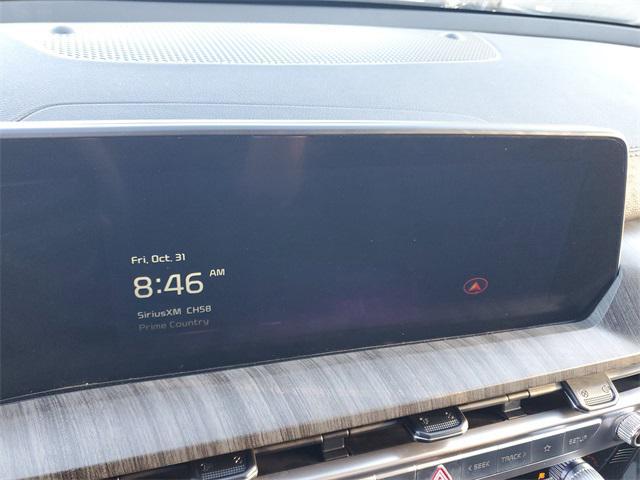 Fri, Oct. 31
8:46 AM
SiriusXM CH58
Prime Country
< SEEK TRACK > ☆ SETUP